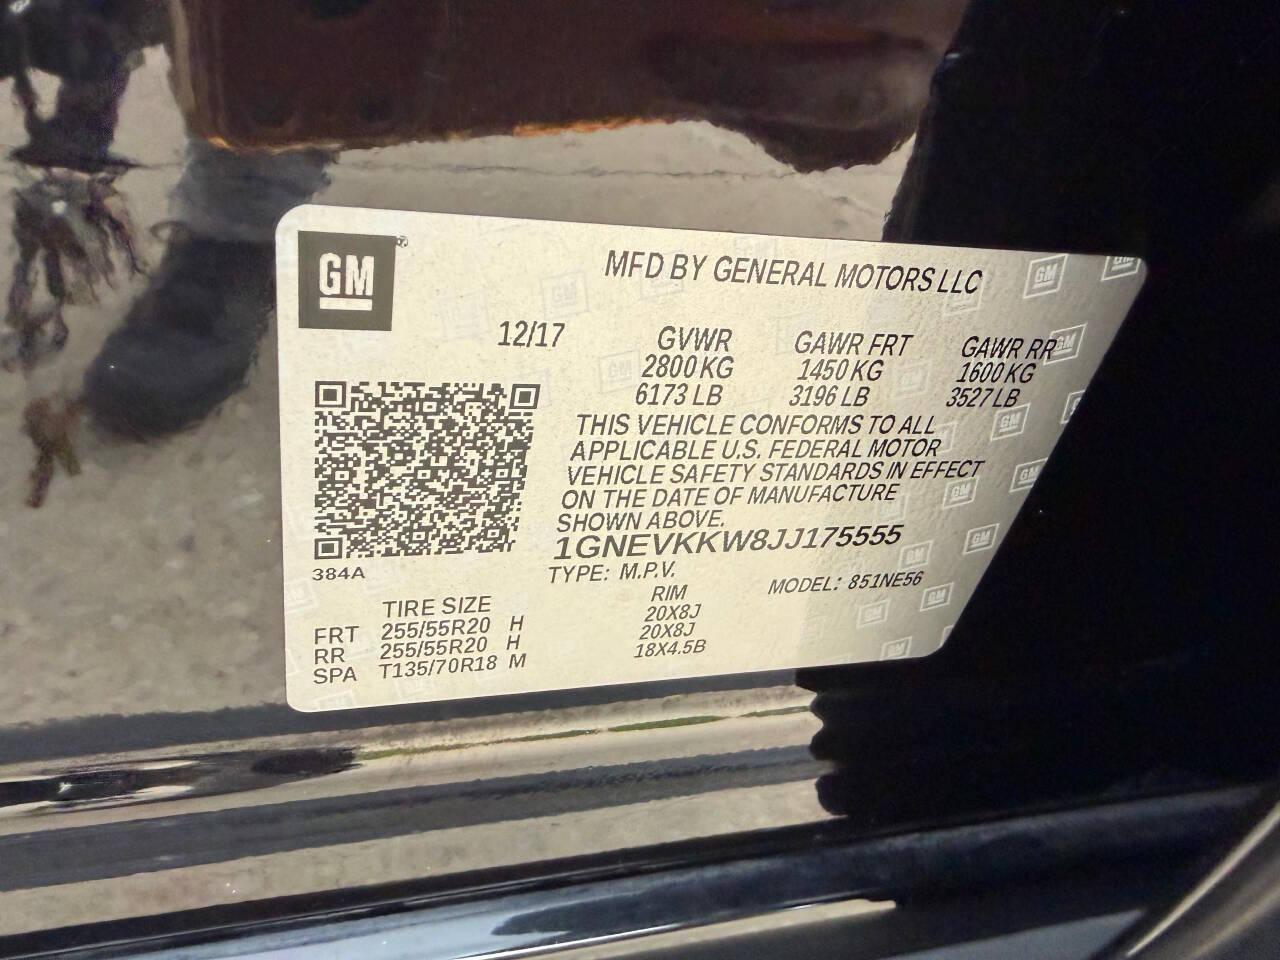 GM
MFD BY GENERAL MOTORS LLC
12/17
GVWR GAWR FRT GAWR RR
2800 KG 1450 KG 1600 KG
6173 LB 3196 LB 3527 LB
THIS VEHICLE CONFORMS TO ALL
APPLICABLE U.S. FEDERAL MOTOR
VEHICLE SAFETY STANDARDS IN EFFECT
ON THE DATE OF MANUFACTURE
SHOWN ABOVE.
1GNEVKKW8JJ175555
384A
TYPE: M.P.V. MODEL: 851NE56
TIRE SIZE RIM
FRT 255/55R20 H 20X8J
RR 255/55R20 H 20X8J
SPA T135/70R18 M 18X4.5B